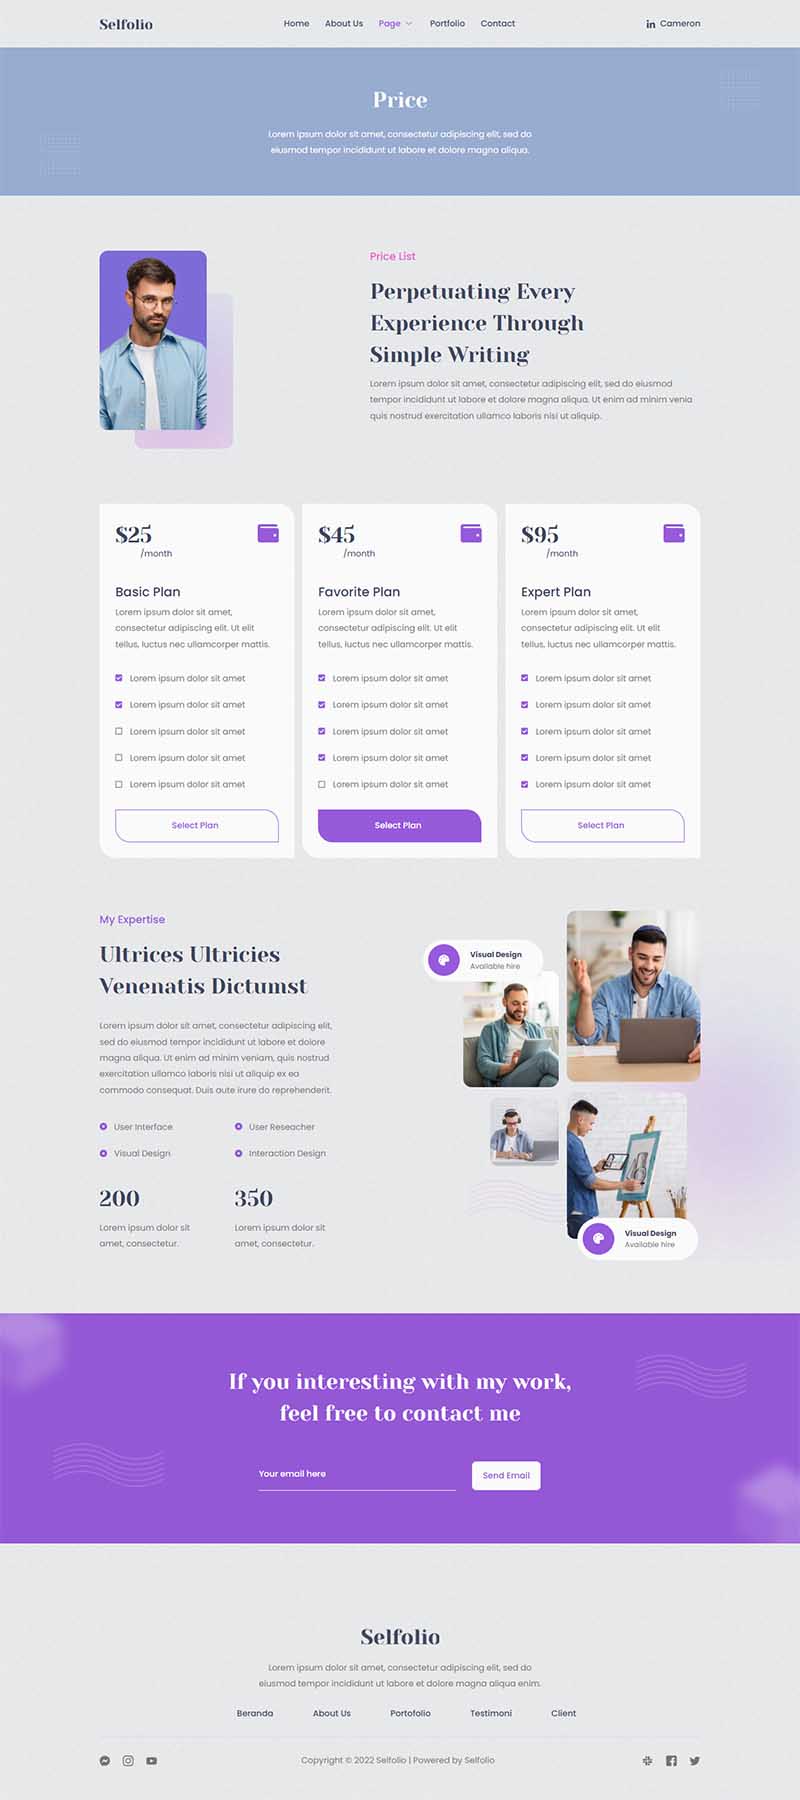 Selfolio
Home About Us Page Portfolio Contact
Cameron
Price
Lorem ipsum dolor sit amet, consectetur adipiscing elit, sed do
eiusmod tempor incididunt ut labore et dolore magna aliqua.
Price List
Perpetuating Every
Experience Through
Simple Writing
Lorem ipsum dolor sit amet, consectetur adipiscing elit, sed do eiusmod
tempor incididunt ut labore et dolore magna aliqua. Ut enim ad minim venia
quis nostrud exercitation ullamco laboris nisi ut aliquip.
$25
/month
Basic Plan
Lorem ipsum dolor sit amet,
consectetur adipiscing elit. Ut elit
tellus, luctus nec ullamcorper mattis.
Lorem ipsum dolor sit amet
Lorem ipsum dolor sit amet
Lorem ipsum dolor sit amet
Lorem ipsum dolor sit amet
Lorem ipsum dolor sit amet
Select Plan
$45
/month
Favorite Plan
Lorem ipsum dolor sit amet,
consectetur adipiscing elit. Ut elit
tellus, luctus nec ullamcorper mattis.
Lorem ipsum dolor sit amet
Lorem ipsum dolor sit amet
Lorem ipsum dolor sit amet
Lorem ipsum dolor sit amet
Lorem ipsum dolor sit amet
Select Plan
$95
/month
Expert Plan
Lorem ipsum dolor sit amet,
consectetur adipiscing elit. Ut elit
tellus, luctus nec ullamcorper mattis.
Lorem ipsum dolor sit amet
Lorem ipsum dolor sit amet
Lorem ipsum dolor sit amet
Lorem ipsum dolor sit amet
Lorem ipsum dolor sit amet
Select Plan
My Expertise
Ultrices Ultricies
Venenatis Dictumst
Lorem ipsum dolor sit amet, consectetur adipiscing elit,
sed do eiusmod tempor incididunt ut labore et dolore
magna aliqua. Ut enim ad minim veniam, quis nostrud
exercitation ullamco laboris nisi ut aliquip ex ea
commodo consequat. Duis aute irure do reprehenderit.
User Interface
User Reseacher
Visual Design
Interaction Design
200
Lorem ipsum dolor sit
amet, consectetur.
350
Lorem ipsum dolor sit
amet, consectetur.
Visual Design
Available hire
Visual Design
Available hire
If you interesting with my work,
feel free to contact me
Your email here
Send Email
Selfolio
Lorem ipsum dolor sit amet, consectetur adipiscing elit, sed do
eiusmod tempor incididunt ut labore et dolore magna aliqua enim.
Beranda About Us Portofolio Testimoni Client
Copyright © 2022 Selfolio | Powered by Selfolio